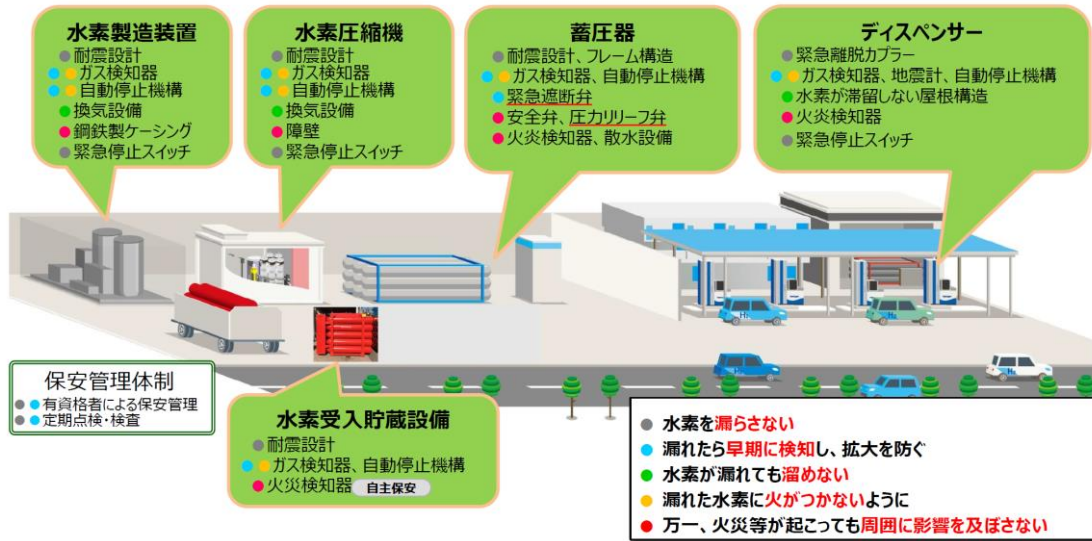 水素製造装置
耐震設計
ガス検知器
自動停止機構
換気設備
鋼鉄製ケーシング
緊急停止スイッチ
水素圧縮機
耐震設計
ガス検知器
自動停止機構
換気設備
障壁
緊急停止スイッチ
蓄圧器
耐震設計、フレーム構造
ガス検知器、自動停止機構
緊急遮断弁
安全弁、圧力リリーフ弁
火炎検知器、散水設備
ディスペンサー
緊急離脱カプラー
ガス検知器、地震計、自動停止機構
水素が滞留しない屋根構造
火炎検知器
緊急停止スイッチ
H2
H2
H2
H2
保安管理体制
有資格者による保安管理
定期点検・検査
水素受入貯蔵設備
耐震設計
ガス検知器、自動停止機構
火災検知器 自主保安
水素を漏らさない
漏れたら早期に検知し、拡大を防ぐ
水素が漏れても溜めない
漏れた水素に火がつかないように
万一、火災等が起こっても周囲に影響を及ぼさない